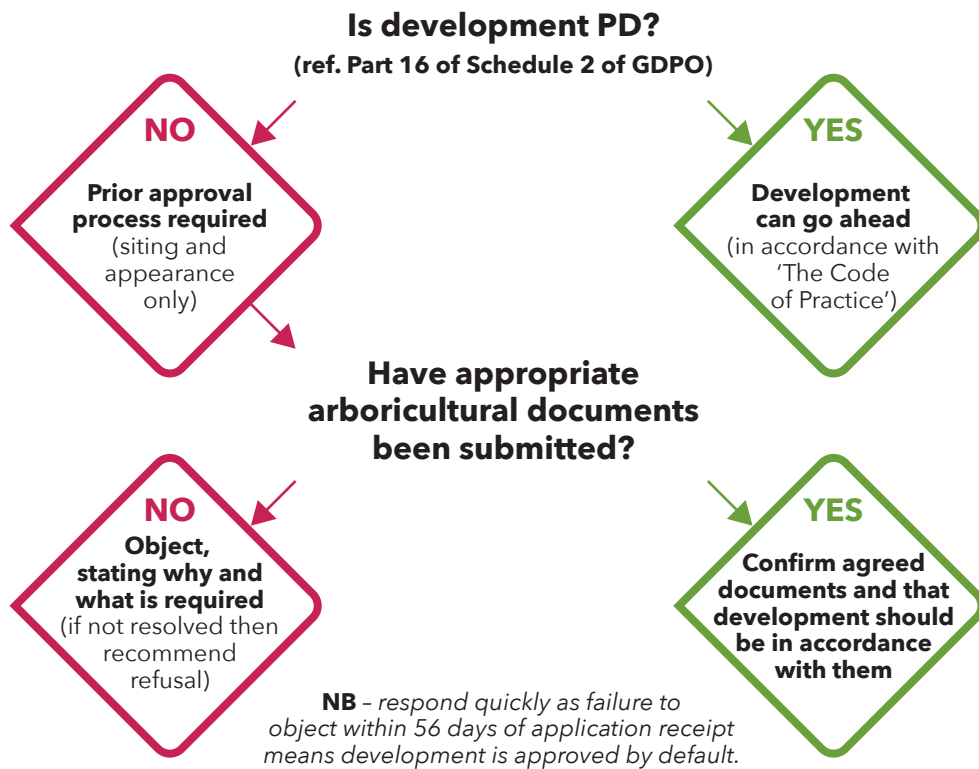 Is development PD?
(ref. Part 16 of Schedule 2 of GDPO)
NO
Prior approval
process required
(siting and
appearance
only)
YES
Development
can go ahead
(in accordance with
‘The Code
of Practice’)
Have appropriate
arboricultural documents
been submitted?
NO
Object,
stating why and
what is required
(if not resolved then
recommend
refusal)
YES
Confirm agreed
documents and that
development should
be in accordance
with them
NB – respond quickly as failure to
object within 56 days of application receipt
means development is approved by default.